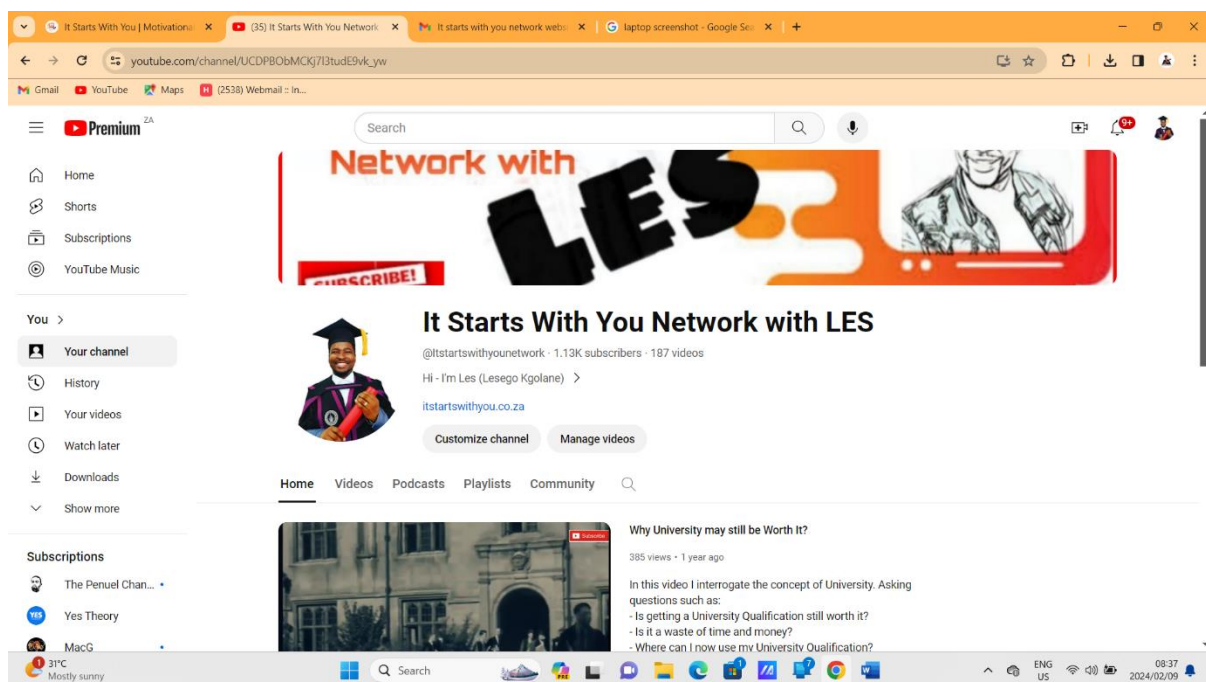 It Starts With You | Motivationa
(35) It Starts With You Network
It starts with you network webs
laptop screenshot - Google Sea
youtube.com/channel/UCDPBObMCKj7l3tudE9vk_yw
Gmail
YouTube
Maps
(2538) Webmail :: In...
Premium ZA
Search
9+
Home
Shorts
Subscriptions
YouTube Music
You
Your channel
History
Your videos
Watch later
Downloads
Show more
Subscriptions
The Penuel Chan...
YES
Yes Theory
MacG
Network with
LES
SUBSCRIBE!
It Starts With You Network with LES
@Itstartswithyounetwork · 1.13K subscribers · 187 videos
Hi - I'm Les (Lesego Kgolane)
itstartswithyou.co.za
Customize channel
Manage videos
Home
Videos
Podcasts
Playlists
Community
Subscribe
Why University may still be Worth It?
385 views • 1 year ago
In this video I interrogate the concept of University. Asking
questions such as:
- Is getting a University Qualification still worth it?
- Is it a waste of time and money?
- Where can I now use my University Qualification?
1
31°C
Mostly sunny
Search
PRE
7
ENG
US
08:37
2024/02/09